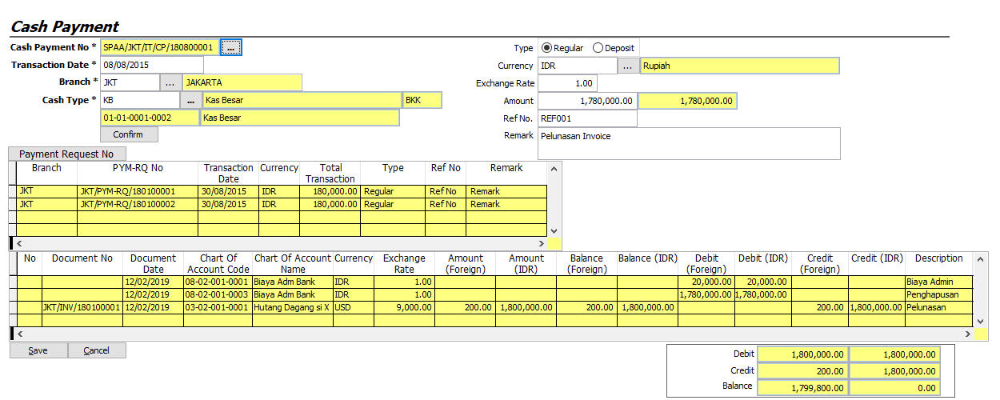 Cash Payment
Cash Payment No * SPAA/JKT/IT/CP/180800001 ... Type Regular Deposit
Transaction Date * 08/08/2015 Currency IDR ... Rupiah
Branch * JKT ... JAKARTA Exchange Rate 1.00
Cash Type * KB ... Kas Besar BKK Amount 1,780,000.00 1,780,000.00
01-01-0001-0002 Kas Besar Ref No. REF001
Confirm Remark Pelunasan Invoice
Payment Request No
Branch PYM-RQ No Transaction Currency Total Type Ref No Remark
Date Transaction
JKT JKT/PYM-RQ/180100001 30/08/2015 IDR 180,000.00 Regular Ref No Remark
JKT JKT/PYM-RQ/180100002 30/08/2015 IDR 180,000.00 Regular Ref No Remark
No Document No Document Chart Of Chart Of Account Currency Exchange Amount Amount Balance Balance (IDR) Debit Debit (IDR) Credit Credit (IDR) Description
Date Account Code Name Rate (Foreign) (IDR) (Foreign) (Foreign) (Foreign)
12/02/2019 08-02-001-0001 Biaya Adm Bank IDR 1.00 20,000.00 20,000.00 Biaya Admin
12/02/2019 08-02-001-0003 Biaya Adm Bank IDR 1.00 1,780,000.00 1,780,000.00 Penghapusan
JKT/INV/180100001 12/02/2019 03-02-001-0001 Hutang Dagang si X USD 9,000.00 200.00 1,800,000.00 200.00 1,800,000.00 200.00 1,800,000.00 Pelunasan
Save Cancel
Debit 1,800,000.00 1,800,000.00
Credit 200.00 1,800,000.00
Balance 1,799,800.00 0.00